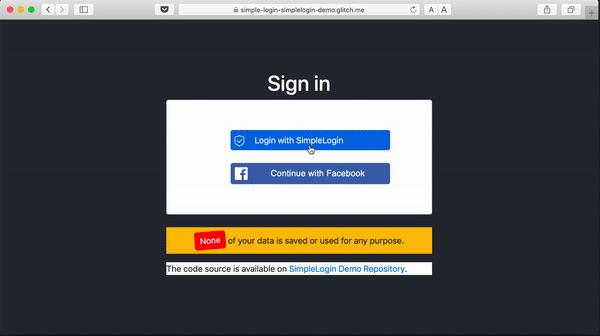 simple-login-simplelogin-demo.glitch.me
A A
Sign in
Login with SimpleLogin
Continue with Facebook
None of your data is saved or used for any purpose.
The code source is available on SimpleLogin Demo Repository.